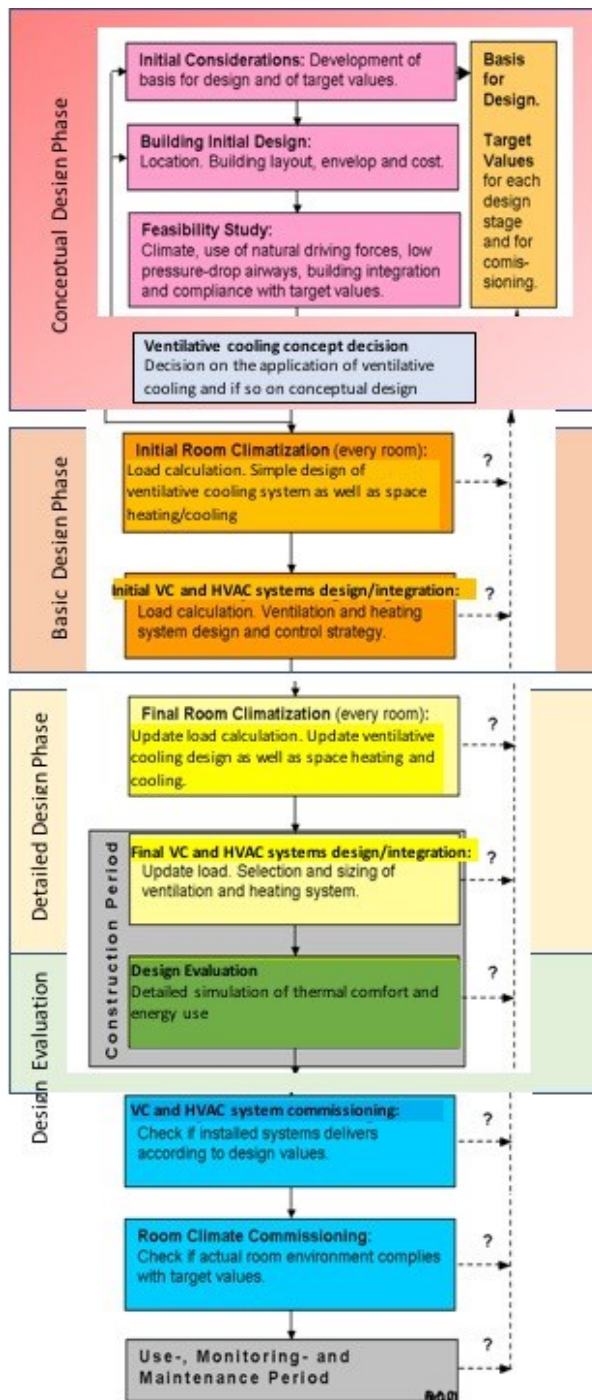 Conceptual Design Phase
Initial Considerations: Development of
basis for design and of target values.
Basis
for
Design.
Target
Values
for each
design
stage
and for
comis-
sioning.
Building Initial Design:
Location. Building layout, envelop and cost.
Feasibility Study:
Climate, use of natural driving forces, low
pressure-drop airways, building integration
and compliance with target values.
Ventilative cooling concept decision
Decision on the application of ventilative
cooling and if so on conceptual design
Basic Design Phase
Initial Room Climatization (every room):
Load calculation. Simple design of
ventilative cooling system as well as space
heating/cooling
?
Initial VC and HVAC systems design/integration:
Load calculation. Ventilation and heating
system design and control strategy.
?
Detailed Design Phase
Final Room Climatization (every room):
Update load calculation. Update ventilative
cooling design as well as space heating and
cooling.
?
Construction Period
Final VC and HVAC systems design/integration:
Update load. Selection and sizing of
ventilation and heating system.
?
Design Evaluation
Design Evaluation
Detailed simulation of thermal comfort and
energy use
?
VC and HVAC system commissioning:
Check if installed systems delivers
according to design values.
?
Room Climate Commissioning:
Check if actual room environment complies
with target values.
?
Use-, Monitoring- and
Maintenance Period
?